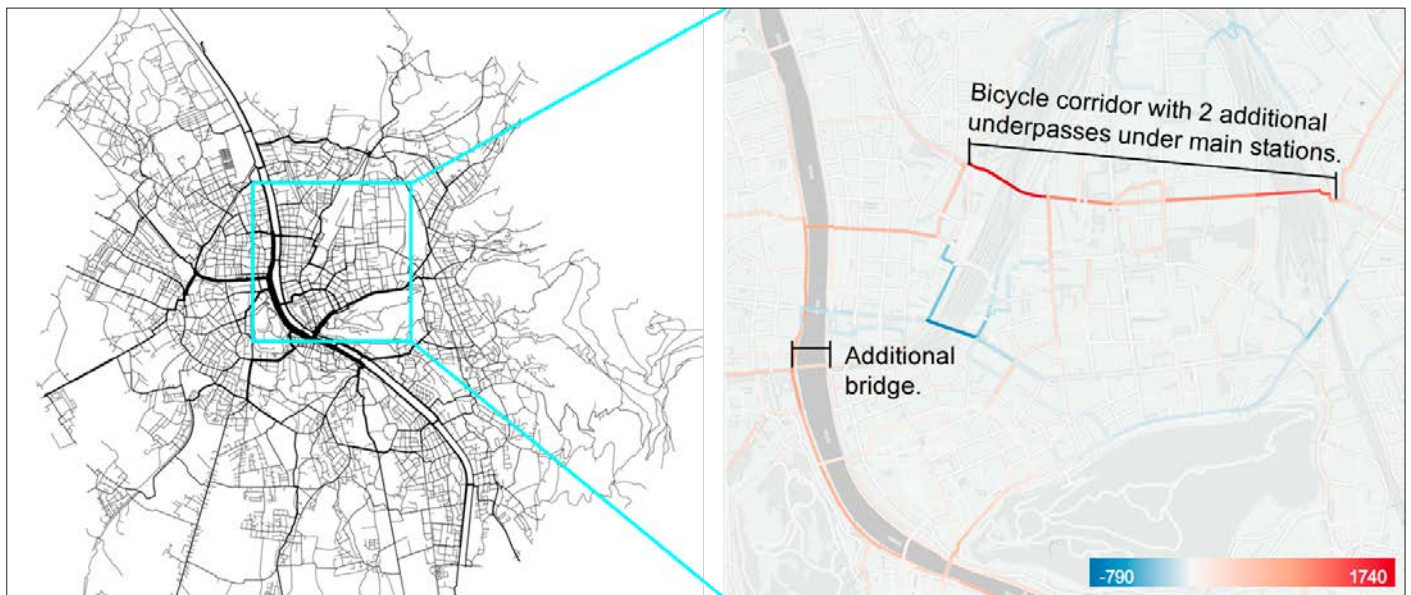 Bicycle corridor with 2 additional
underpasses under main stations.
Additional
bridge.
-790 1740